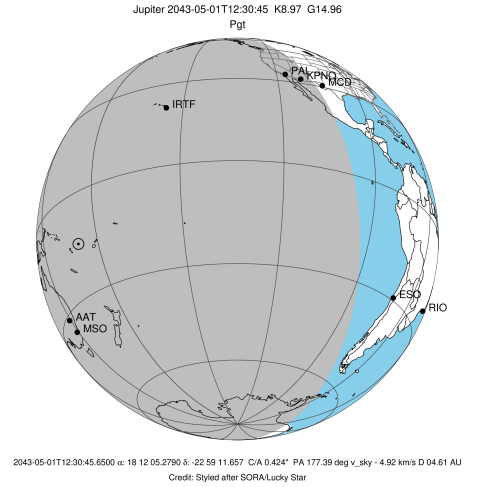 Jupiter 2043-05-01T12:30:45 K8.97 G14.96
Pgt
PAL
KPNO
MCD
IRTF
ESO
RIO
AAT
MSO
2043-05-01T12:30:45.6500 α: 18 12 05.2790 δ: -22 59 11.657 C/A 0.424" PA 177.39 deg v_sky - 4.92 km/s D 04.61 AU
Credit: Styled after SORA/Lucky Star